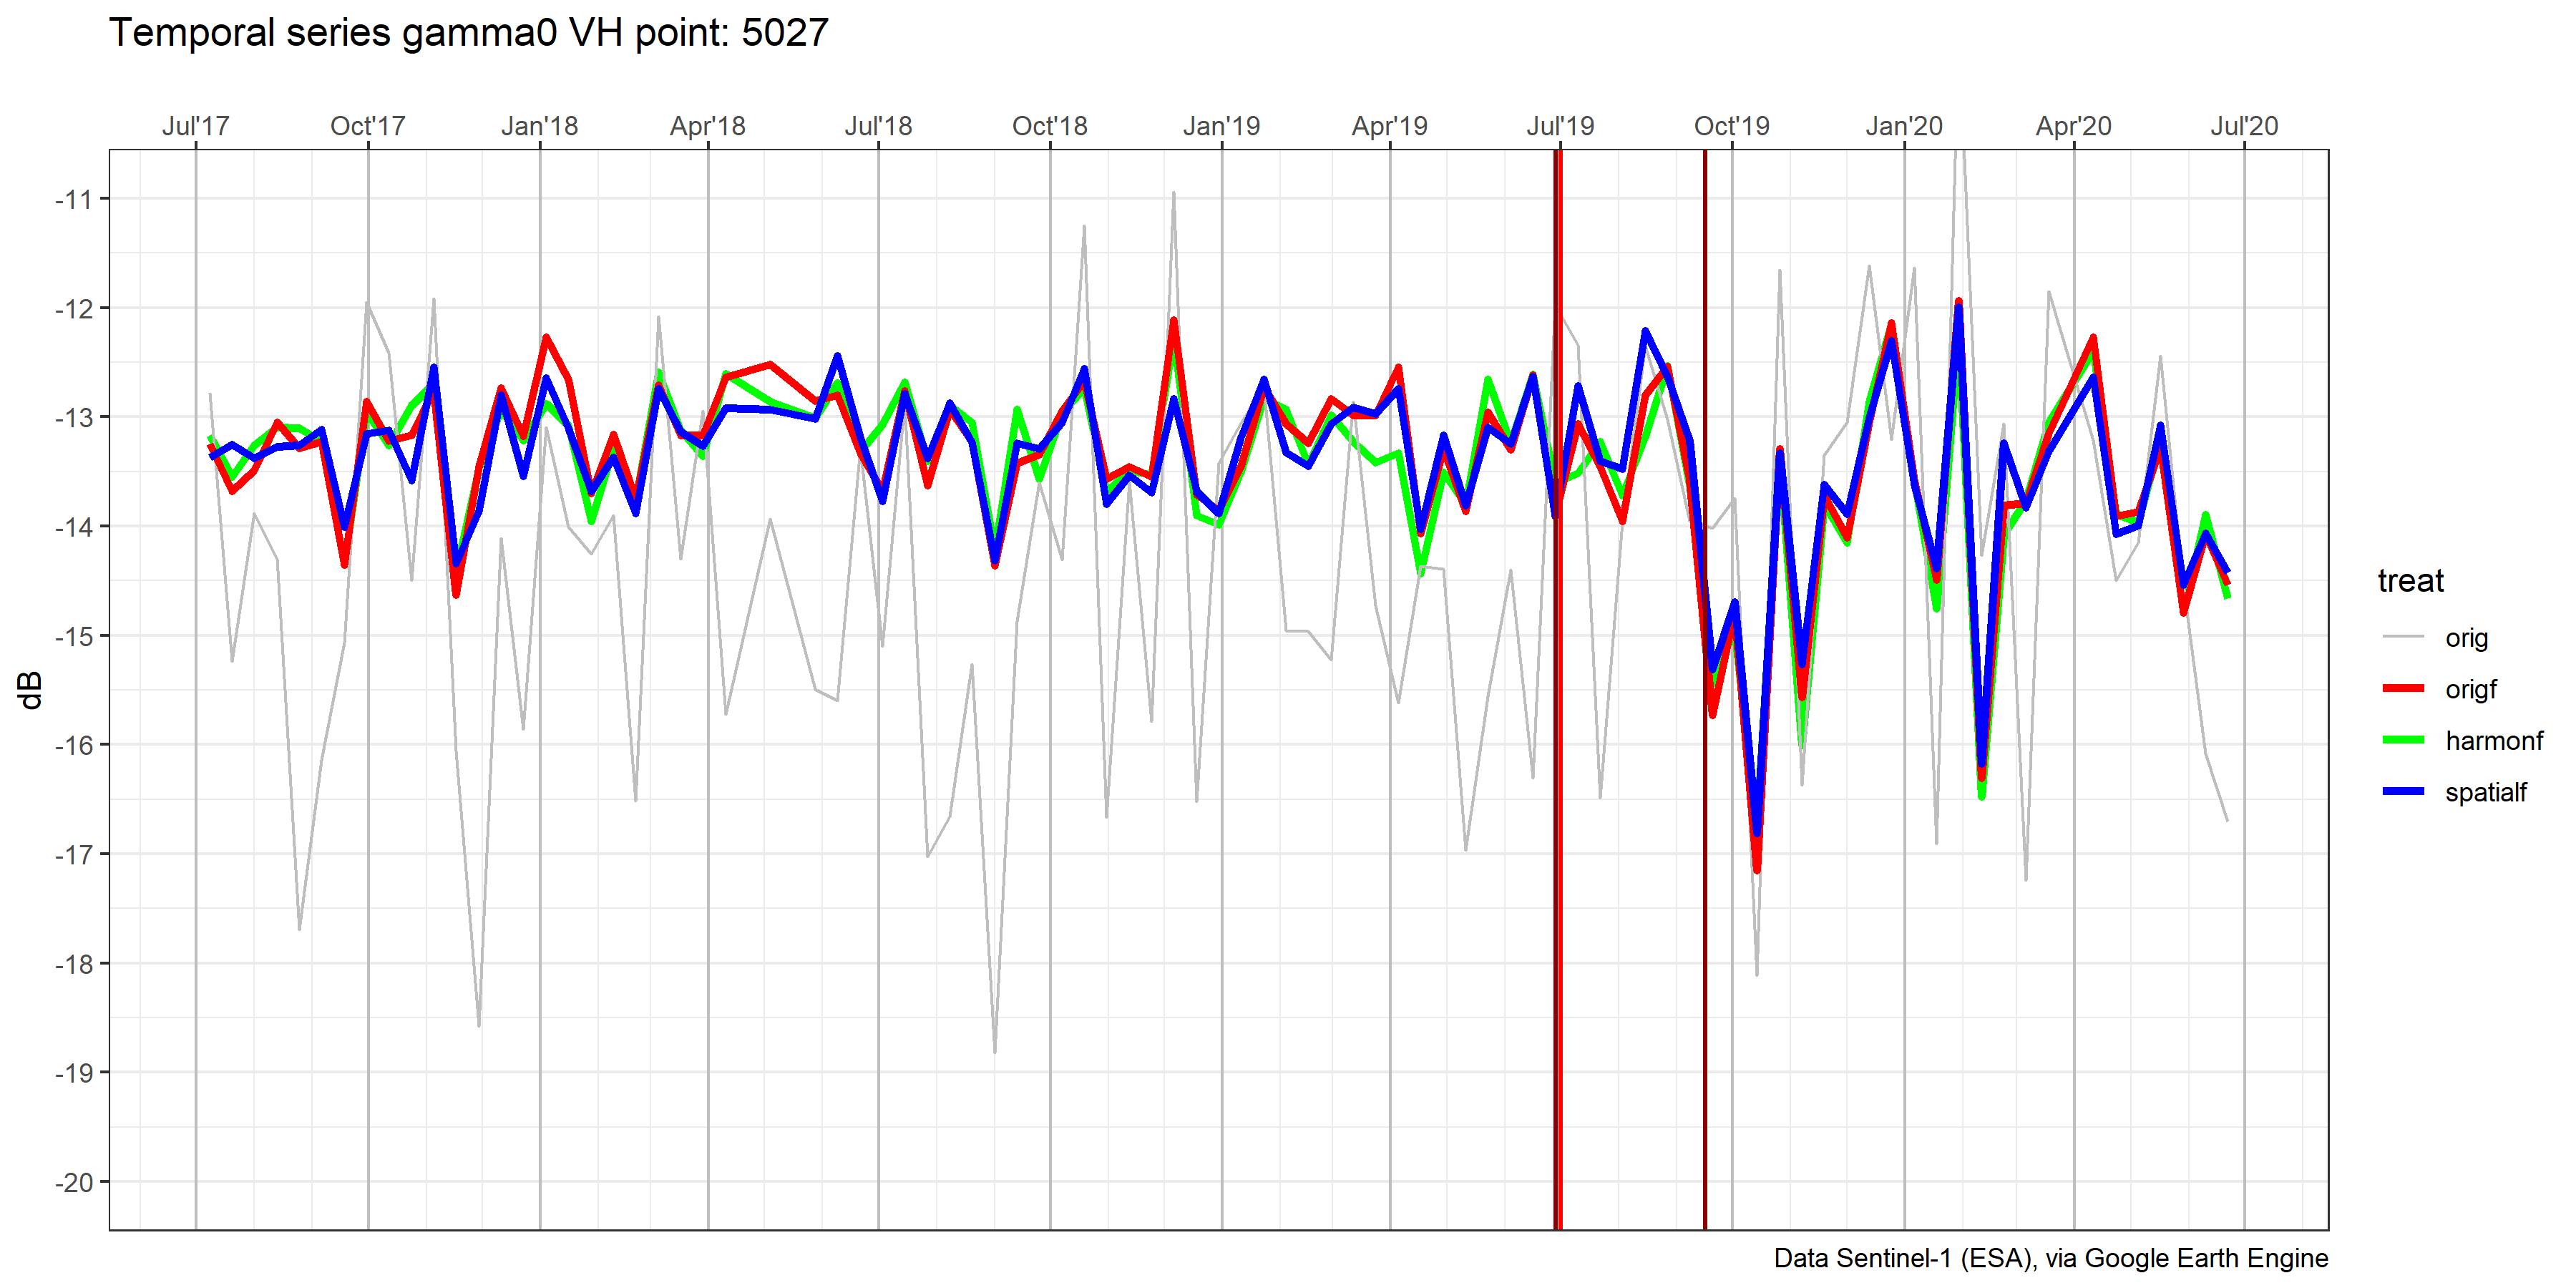 Temporal series gamma0 VH point: 5027
Jul'17 Oct'17 Jan'18 Apr'18 Jul'18 Oct'18 Jan'19 Apr'19 Jul'19 Oct'19 Jan'20 Apr'20 Jul'20
-11
-12
-13
-14
-15
-16
-17
-18
-19
-20
dB
treat
orig
origf
harmonf
spatialf
Data Sentinel-1 (ESA), via Google Earth Engine